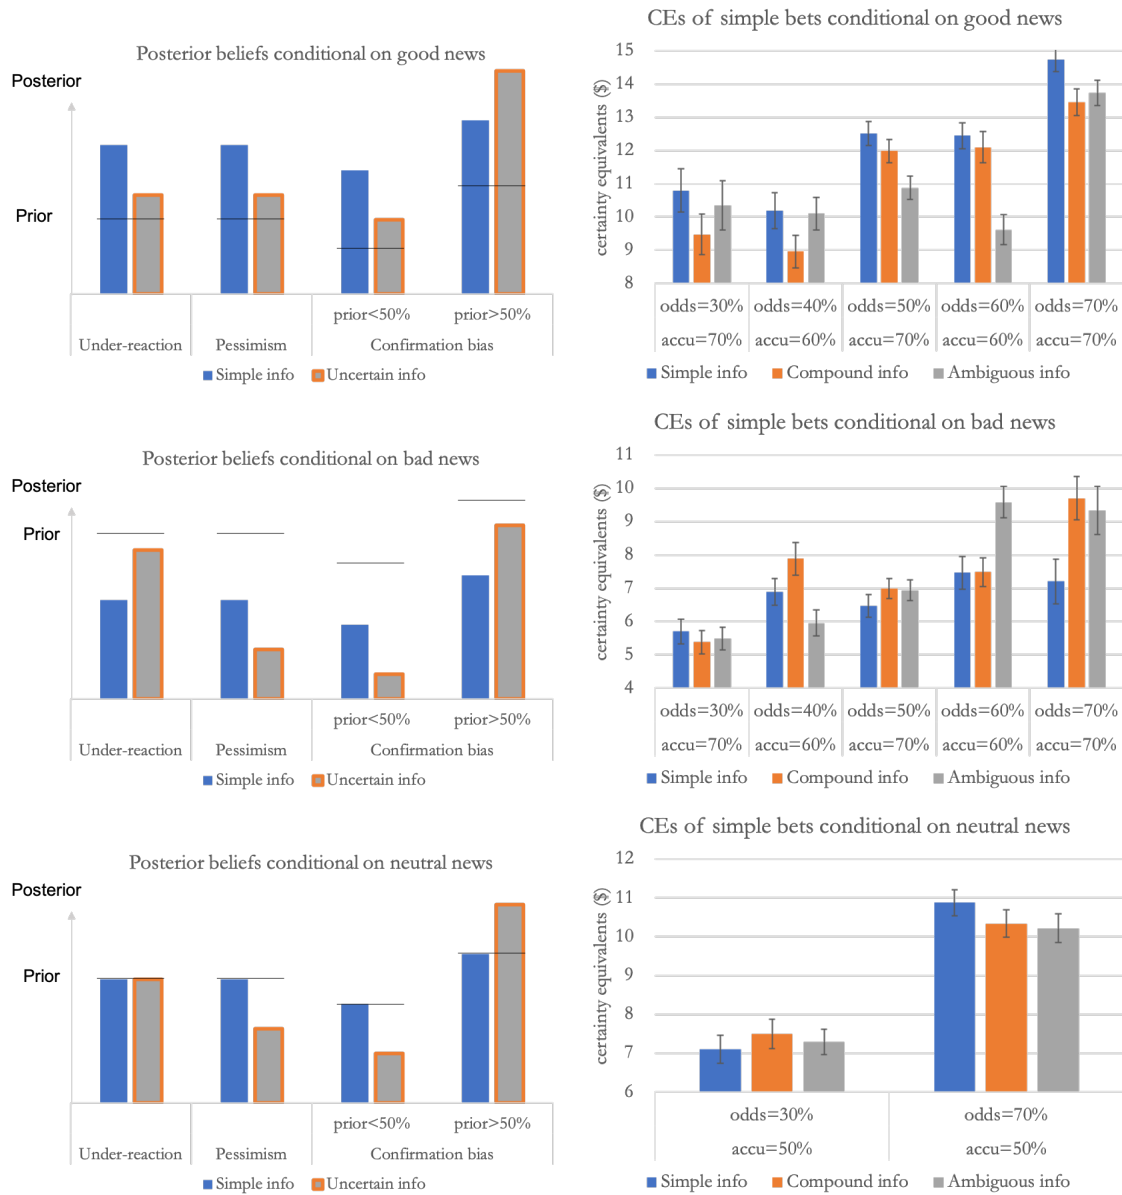 Posterior beliefs conditional on good news
Posterior
Prior
prior<50% prior>50%
Under-reaction Pessimism Confirmation bias
Simple info Uncertain info
CEs of simple bets conditional on good news
certainty equivalents ($)
15
14
13
12
11
10
9
8
odds=30% odds=40% odds=50% odds=60% odds=70%
accu=70% accu=60% accu=70% accu=60% accu=70%
Simple info Compound info Ambiguous info
Posterior beliefs conditional on bad news
Posterior
Prior
prior<50% prior>50%
Under-reaction Pessimism Confirmation bias
Simple info Uncertain info
CEs of simple bets conditional on bad news
certainty equivalents ($)
11
10
9
8
7
6
5
4
odds=30% odds=40% odds=50% odds=60% odds=70%
accu=70% accu=60% accu=70% accu=60% accu=70%
Simple info Compound info Ambiguous info
Posterior beliefs conditional on neutral news
Posterior
Prior
prior<50% prior>50%
Under-reaction Pessimism Confirmation bias
Simple info Uncertain info
CEs of simple bets conditional on neutral news
certainty equivalents ($)
12
11
10
9
8
7
6
odds=30% odds=70%
accu=50% accu=50%
Simple info Compound info Ambiguous info